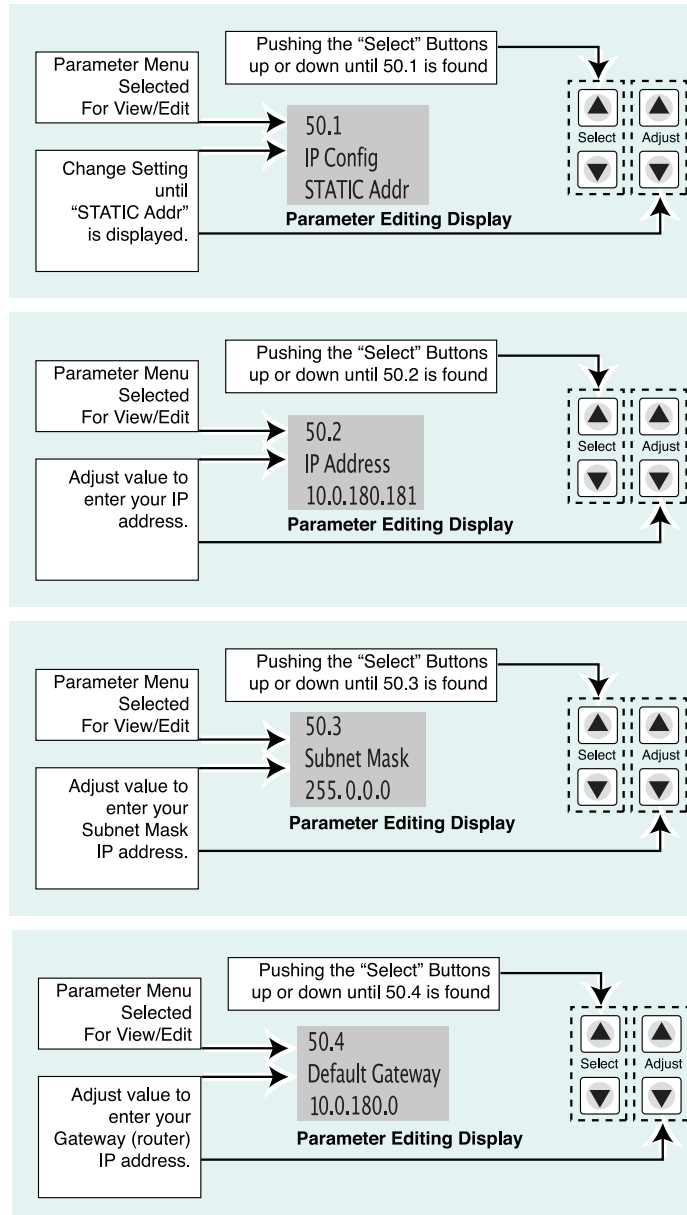 Pushing the “Select” Buttons
up or down until 50.1 is found
Parameter Menu
Selected
For View/Edit
50.1
IP Config
STATIC Addr
Select
Adjust
Change Setting
until
“STATIC Addr”
is displayed.
Parameter Editing Display
Pushing the “Select” Buttons
up or down until 50.2 is found
Parameter Menu
Selected
For View/Edit
50.2
IP Address
10.0.180.181
Select
Adjust
Adjust value to
enter your IP
address.
Parameter Editing Display
Pushing the “Select” Buttons
up or down until 50.3 is found
Parameter Menu
Selected
For View/Edit
50.3
Subnet Mask
255.0.0.0
Select
Adjust
Adjust value to
enter your
Subnet Mask
IP address.
Parameter Editing Display
Pushing the “Select” Buttons
up or down until 50.4 is found
Parameter Menu
Selected
For View/Edit
50.4
Default Gateway
10.0.180.0
Select
Adjust
Adjust value to
enter your
Gateway (router)
IP address.
Parameter Editing Display